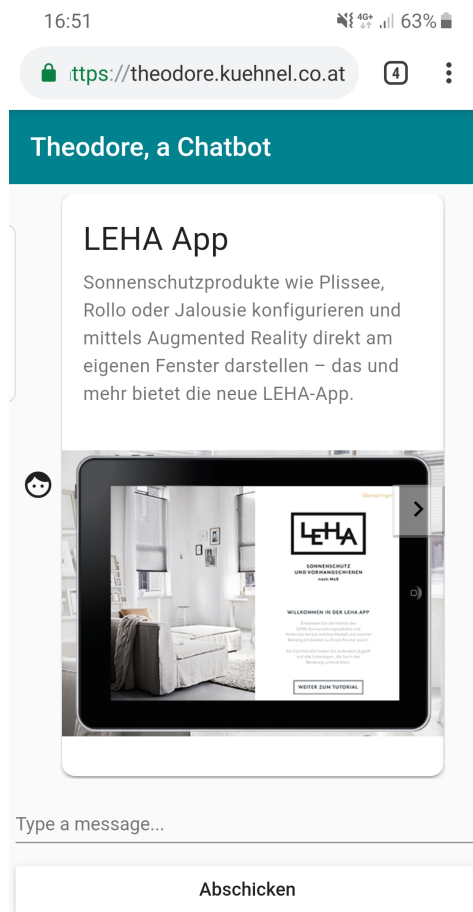 16:51
4G+
63%
ttps://theodore.kuehnel.co.at
4
Theodore, a Chatbot
LEHA App
Sonnenschutzprodukte wie Plissee,
Rollo oder Jalousie konfigurieren und
mittels Augmented Reality direkt am
eigenen Fenster darstellen – das und
mehr bietet die neue LEHA-App.
Überspringen
LEHA
SONNENSCHUTZ
UND VORHANGSCHIENEN
nach Maß
WILLKOMMEN IN DER LEHA APP
WEITER ZUM TUTORIAL
Type a message...
Abschicken